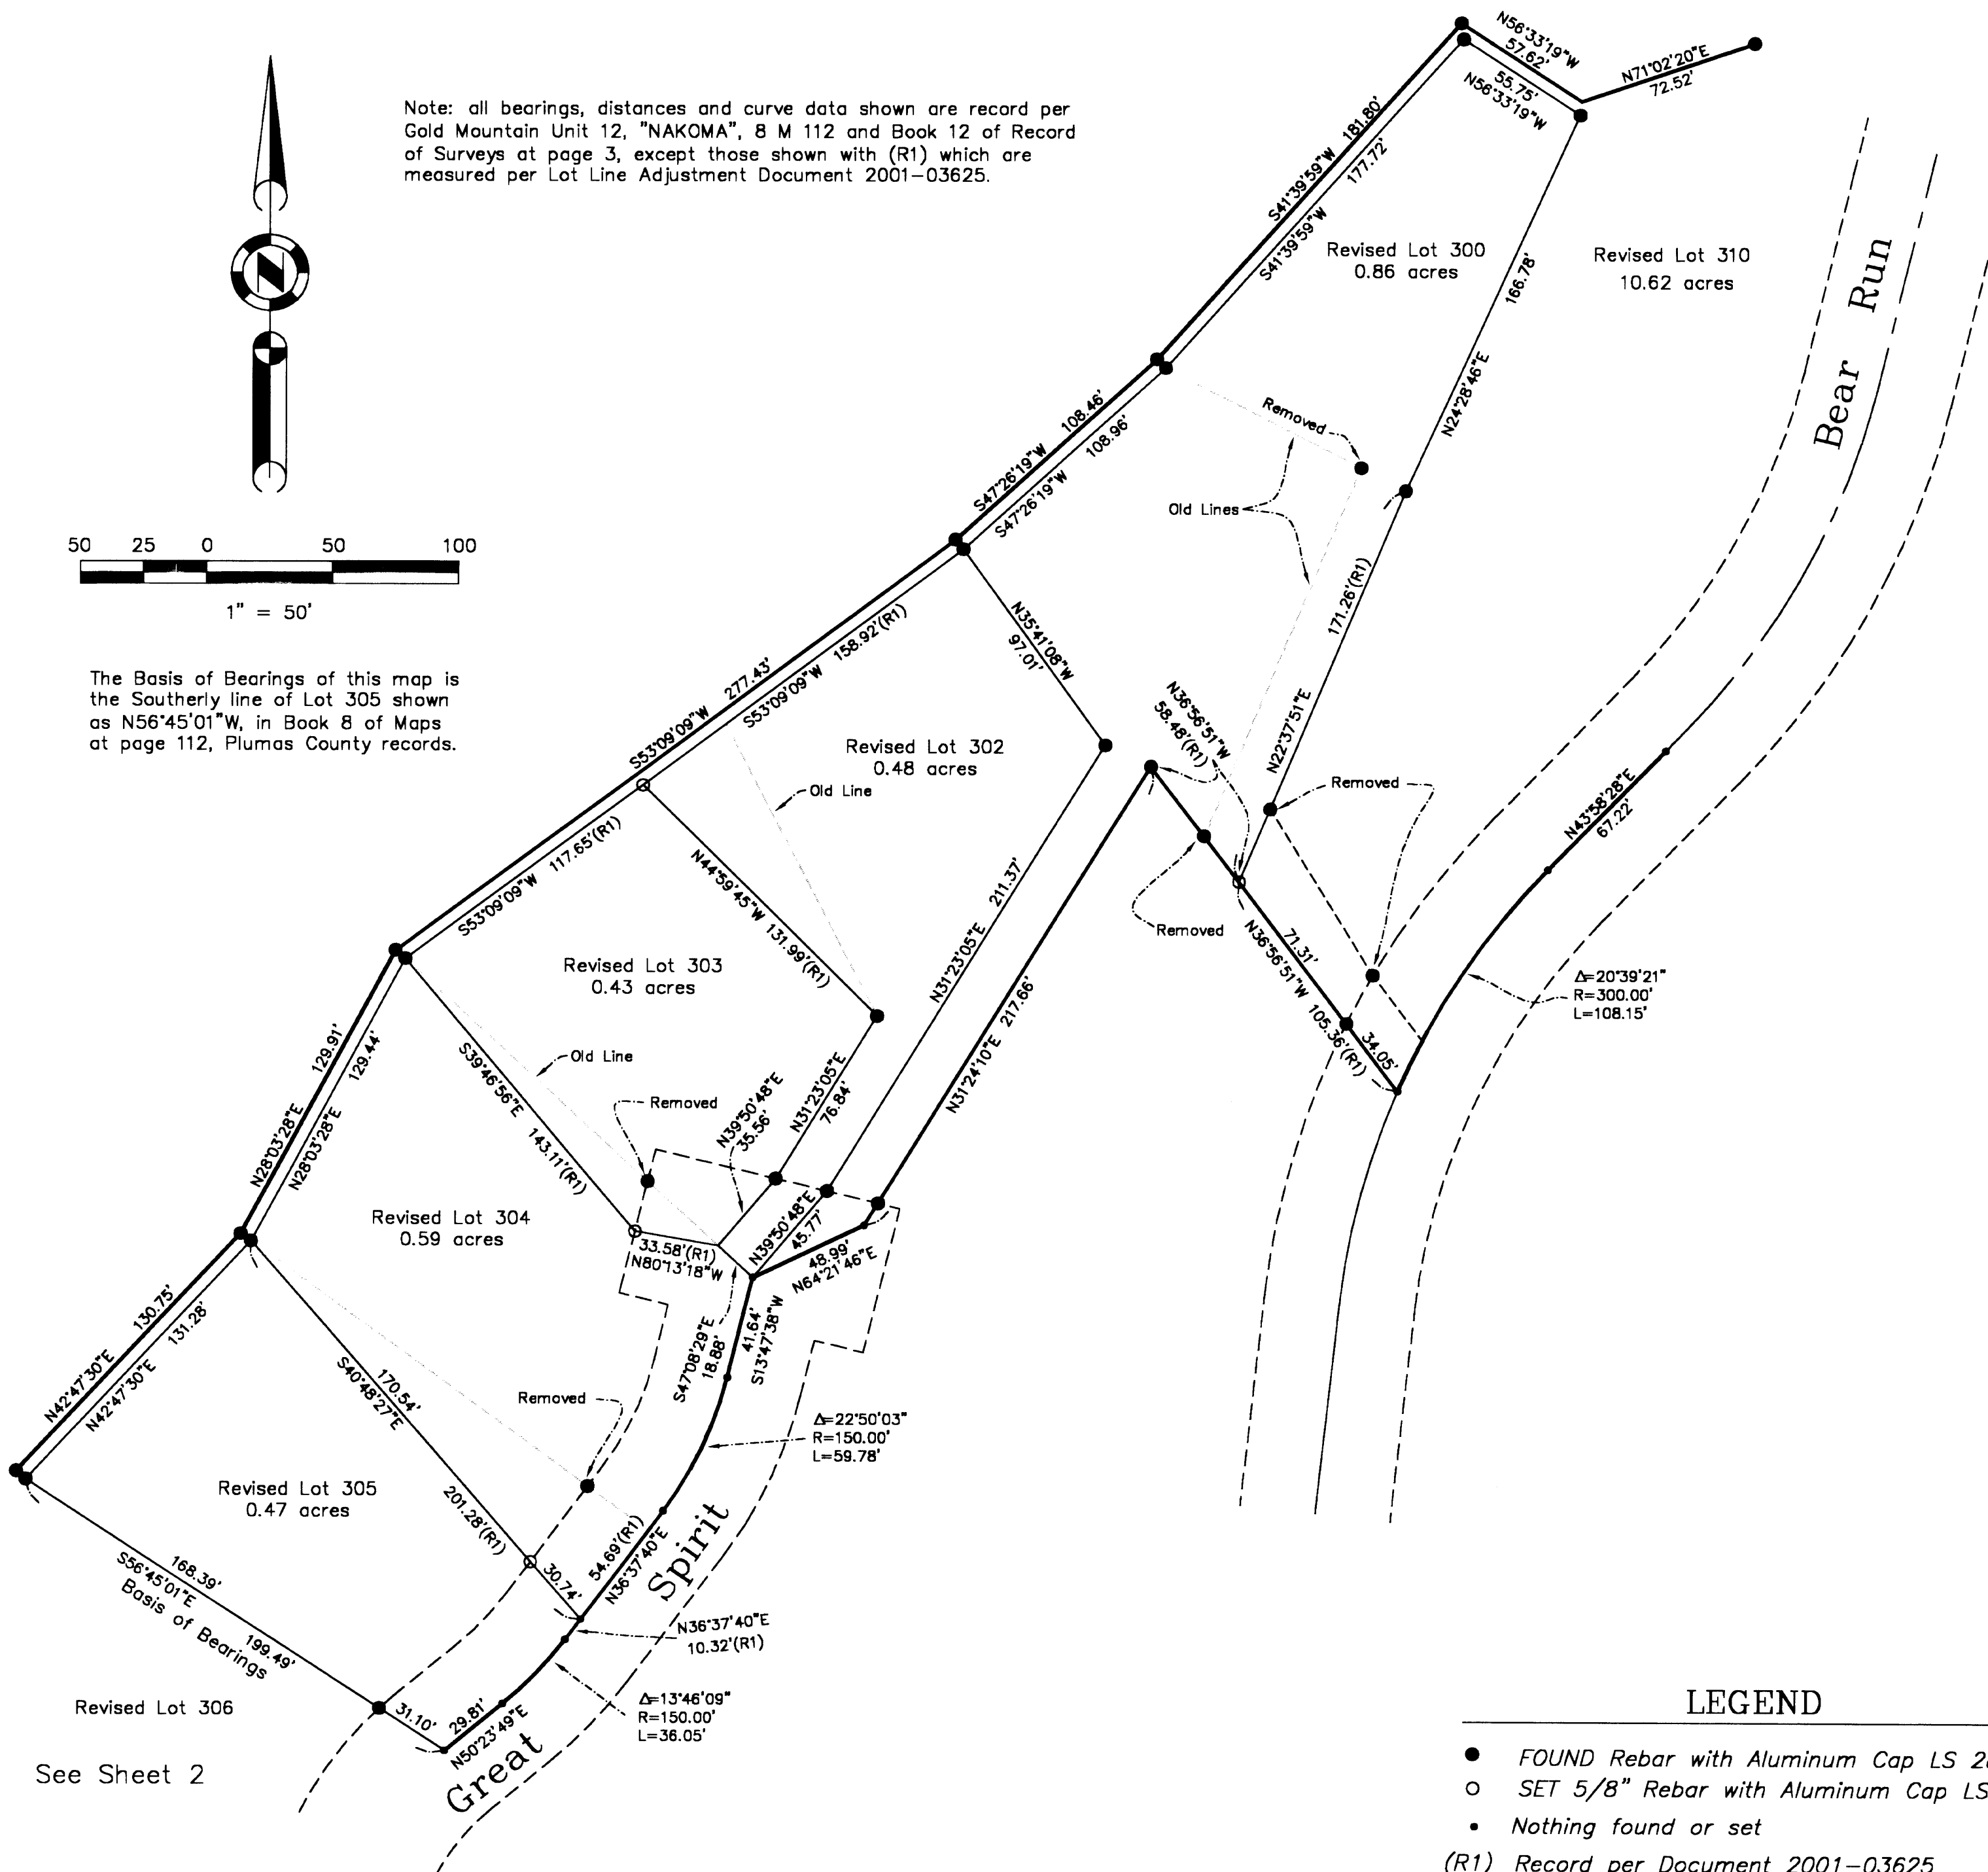 Note: all bearings, distances and curve data shown are record per
Gold Mountain Unit 12, "NAKOMA", 8 M 112 and Book 12 of Record
of Surveys at page 3, except those shown with (R1) which are
measured per Lot Line Adjustment Document 2001-03625.
N
50 25 0 50 100
1" = 50'
The Basis of Bearings of this map is
the Southerly line of Lot 305 shown
as N56°45'01"W, in Book 8 of Maps
at page 112, Plumas County records.
N56°33'19"W
57.62'
N71°02'20"E
72.52'
55.75'
N56°33'19"W
S41°39'59"W 181.80'
177.72'
S41°39'59"W
Revised Lot 300
0.86 acres
Revised Lot 310
10.62 acres
166.78'
N24°28'46"E
Bear Run
Removed
Old Lines
S47°26'19"W 108.46'
S47°26'19"W 108.96'
171.26'(R1)
N22°37'51"E
N35°41'08"W
97.01'
N36°56'51"W
58.48'(R1)
S53°09'09"W 277.43'
S53°09'09"W 158.92'(R1)
Revised Lot 302
0.48 acres
Old Line
Removed
Removed
N43°58'28"E
67.22'
S53°09'09"W 117.65'(R1)
N44°59'45"W 131.99'(R1)
N31°23'05"E 211.37'
N31°24'10"E 217.66'
71.31'
N36°56'51"W 105.36'(R1)
34.05'
Δ=20°39'21"
R=300.00'
L=108.15'
Revised Lot 303
0.43 acres
Old Line
S39°46'56"E 143.11'(R1)
Removed
N39°50'48"E
35.56'
N31°23'05"E
76.84'
N28°03'28"E 129.91'
N28°03'28"E 129.44'
Revised Lot 304
0.59 acres
33.58'(R1)
N80°13'18"W
N39°50'48"E
45.77'
48.99'
N64°21'46"E
S47°08'29"E
18.88'
41.64'
S13°47'38"W
N42°47'30"E 130.75'
N42°47'30"E 131.28'
170.54'
S40°48'27"E
201.28'(R1)
Removed
Δ=22°50'03"
R=150.00'
L=59.78'
Revised Lot 305
0.47 acres
30.74'
54.69'(R1)
N36°37'40"E
168.39'
S56°45'01"E
Basis of Bearings
199.49'
N36°37'40"E
10.32'(R1)
Great Spirit
Revised Lot 306
31.10'
29.81'
N50°23'49"E
Δ=13°46'09"
R=150.00'
L=36.05'
See Sheet 2
LEGEND
FOUND Rebar with Aluminum Cap LS
SET 5/8" Rebar with Aluminum Cap LS
Nothing found or set
(R1) Record per Document 2001-03625